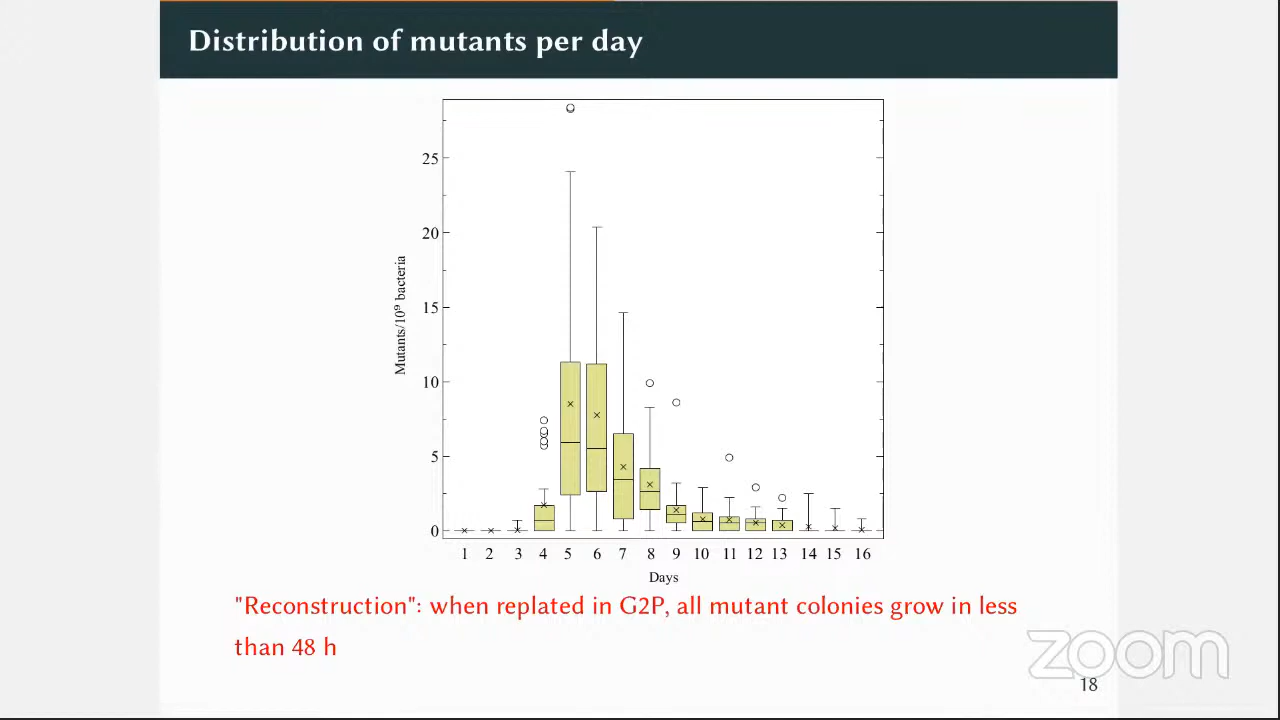 Distribution of mutants per day
25
20
15
10
5
0
Mutants/10⁹ bacteria
1 2 3 4 5 6 7 8 9 10 11 12 13 14 15 16
Days
"Reconstruction": when replated in G2P, all mutant colonies grow in less
than 48 h
zoom
18